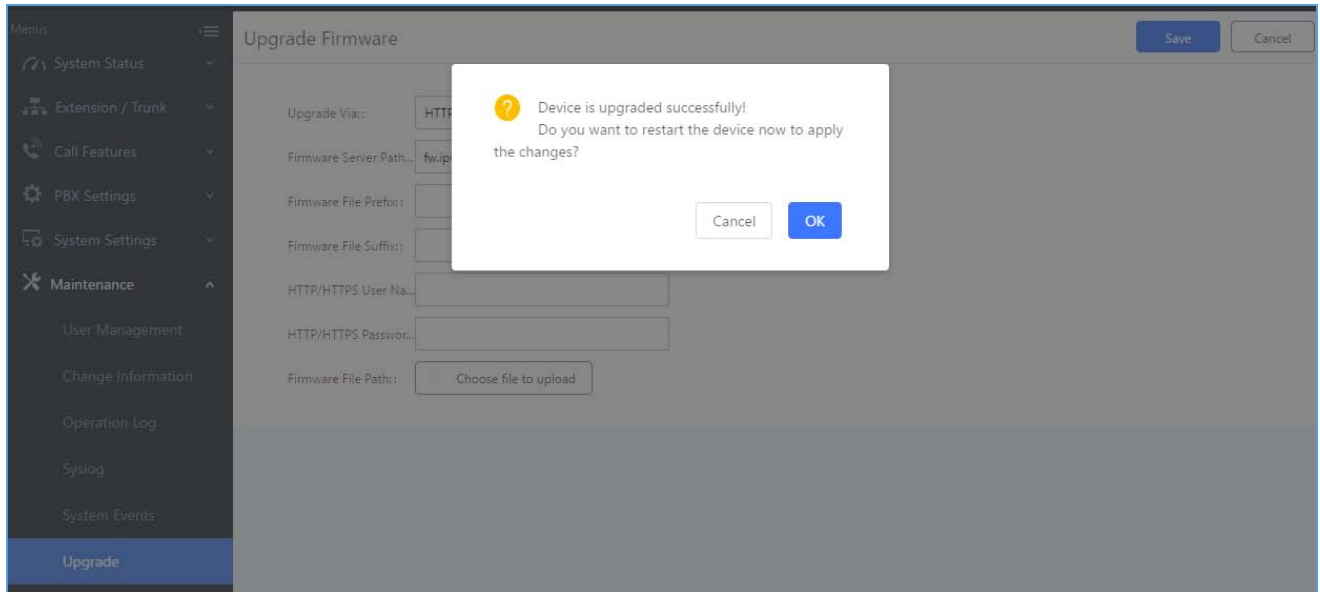 Menus
System Status
Extension / Trunk
Call Features
PBX Settings
System Settings
Maintenance
User Management
Change Information
Operation Log
Syslog
System Events
Upgrade
Upgrade Firmware
Save
Cancel
Upgrade Via::
HTTP
Firmware Server Path...
fw.ip
Firmware File Prefix::
Firmware File Suffix::
HTTP/HTTPS User Na...
HTTP/HTTPS Passwor...
Firmware File Path::
Choose file to upload
Device is upgraded successfully!
Do you want to restart the device now to apply
the changes?
Cancel
OK